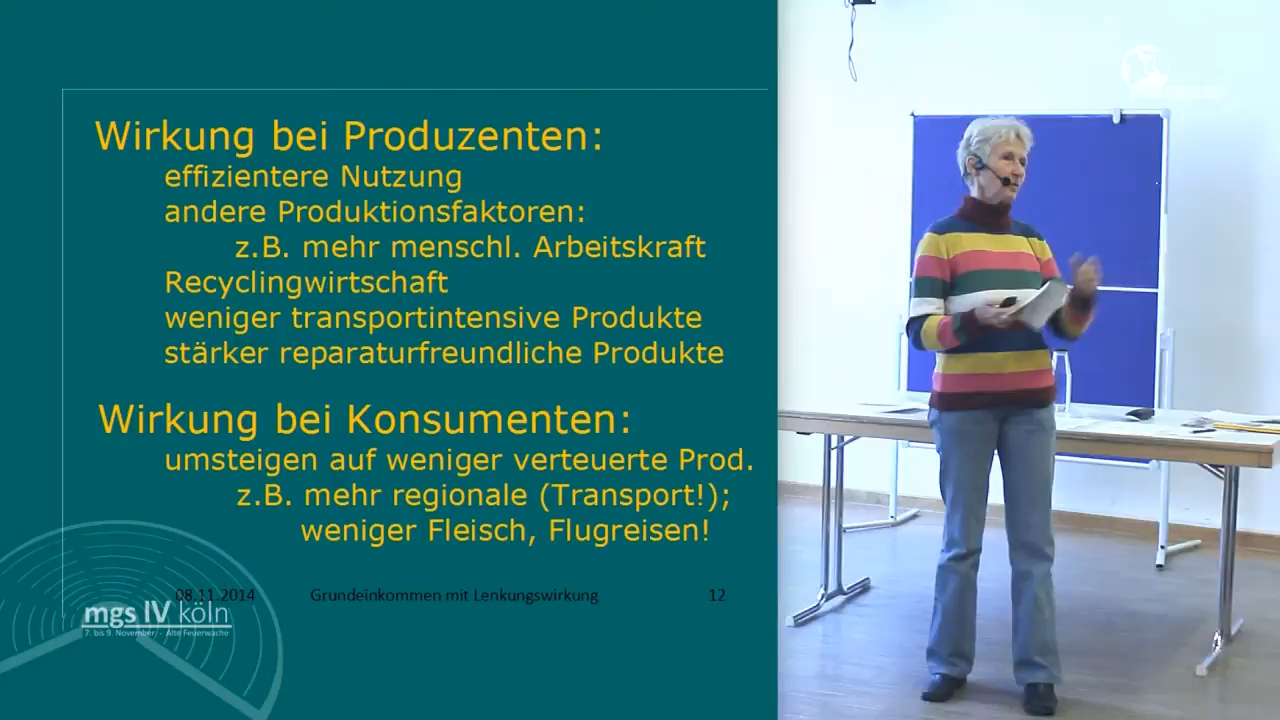 Wirkung bei Produzenten:
effizientere Nutzung
andere Produktionsfaktoren:
z.B. mehr menschl. Arbeitskraft
Recyclingwirtschaft
weniger transportintensive Produkte
stärker reparaturfreundliche Produkte
Wirkung bei Konsumenten:
umsteigen auf weniger verteuerte Prod.
z.B. mehr regionale (Transport!);
weniger Fleisch, Flugreisen!
08.11.2014 Grundeinkommen mit Lenkungswirkung 12
mgs IV köln
7. bis 9. November - Alte Feuerwache